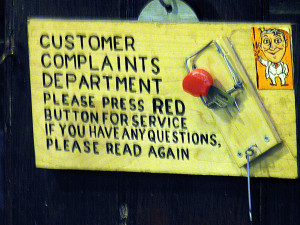 CUSTOMER
COMPLAINTS
DEPARTMENT
PLEASE PRESS RED
BUTTON FOR SERVICE
IF YOU HAVE ANY QUESTIONS,
PLEASE READ AGAIN